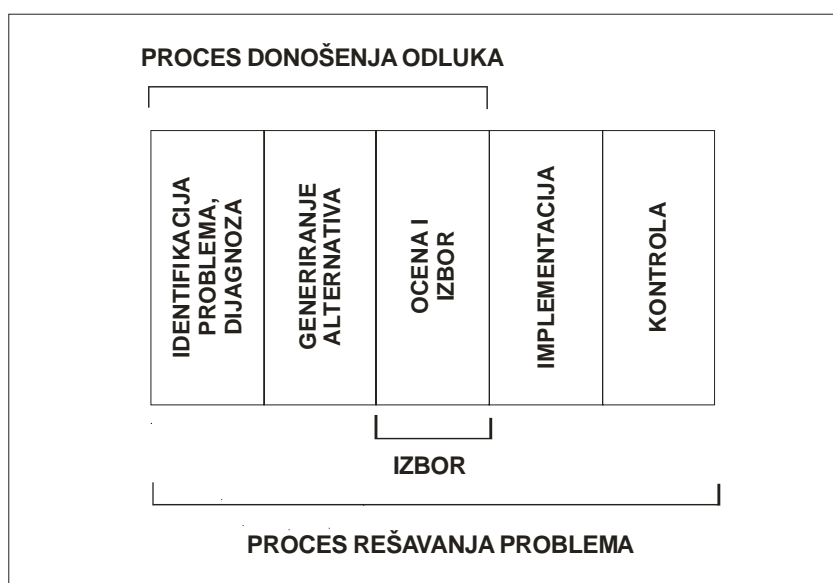 PROCES DONOŠENJA ODLUKA
IDENTIFIKACIJA
PROBLEMA,
DIJAGNOZA
GENERIRANJE
ALTERNATIVA
OCENA I
IZBOR
IMPLEMENTACIJA
KONTROLA
IZBOR
PROCES REŠAVANJA PROBLEMA